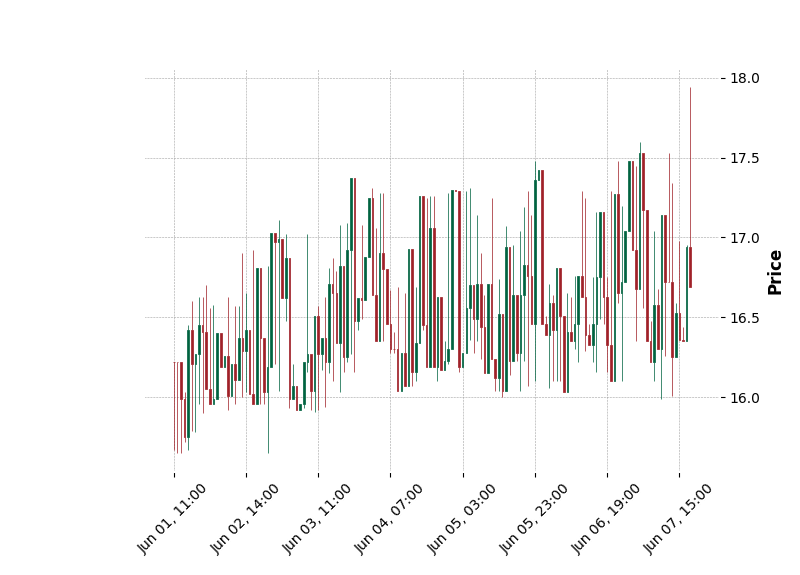 18.0
17.5
17.0
16.5
16.0
Price
Jun 01, 11:00
Jun 02, 14:00
Jun 03, 11:00
Jun 04, 07:00
Jun 05, 03:00
Jun 05, 23:00
Jun 06, 19:00
Jun 07, 15:00